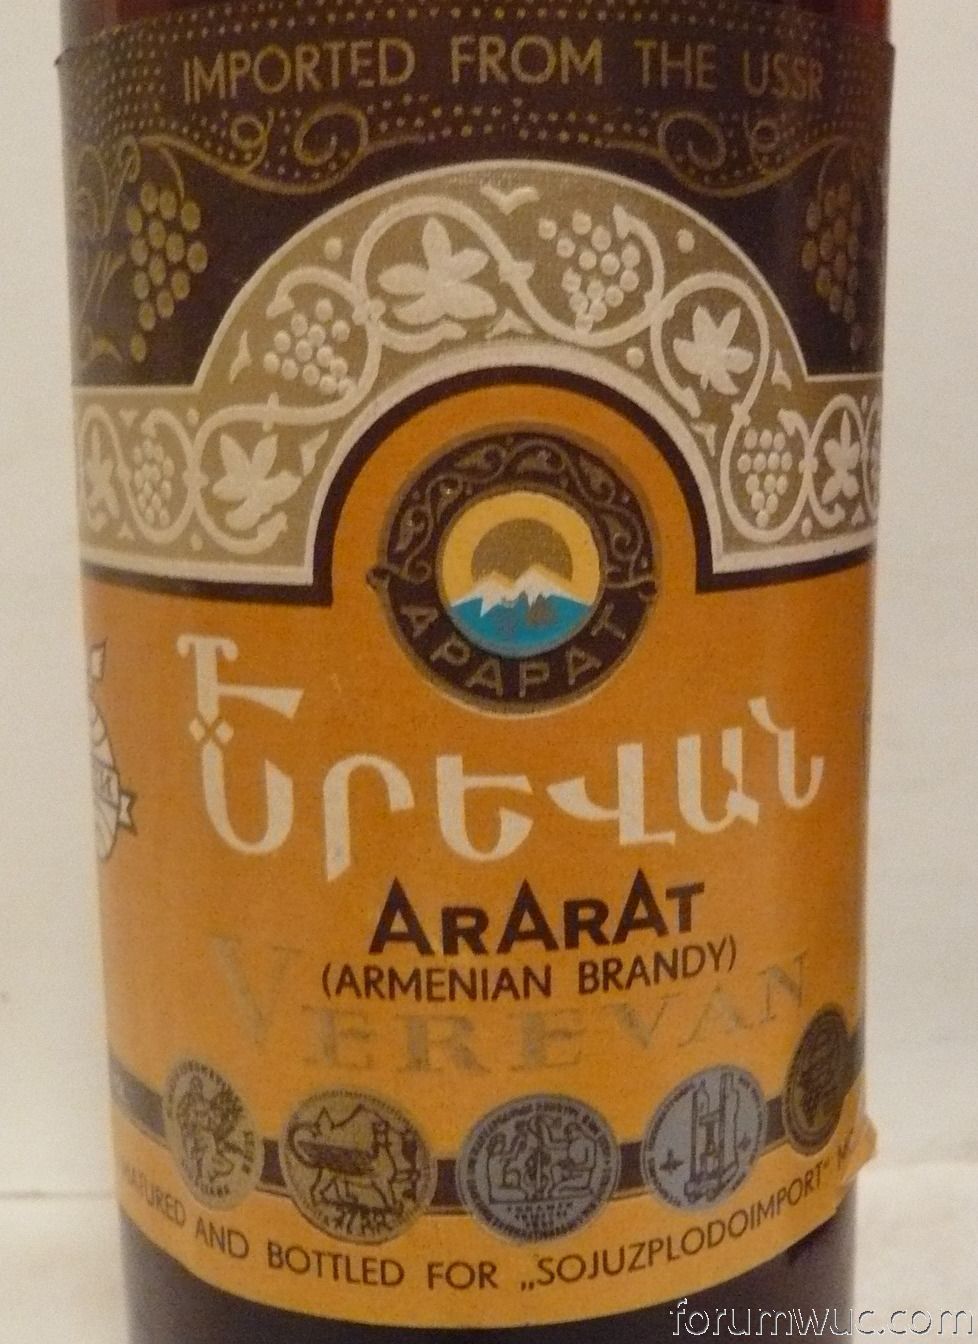 IMPORTED FROM THE USSR
АРАРАТ
Երեվան
ARARAT
(ARMENIAN BRANDY)
YEREVAN
MATURED AND BOTTLED FOR „SOJUZPLODOIMPORT"
forumwuc.com